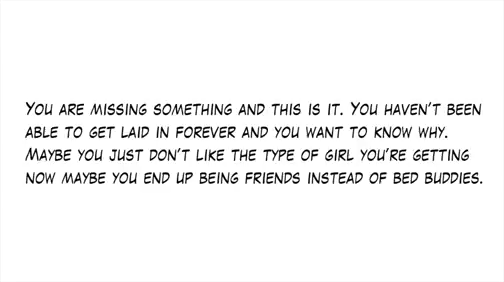 You are missing something and this is it. You haven't been
able to get laid in forever and you want to know why.
Maybe you just don't like the type of girl you're getting
now maybe you end up being friends instead of bed buddies.